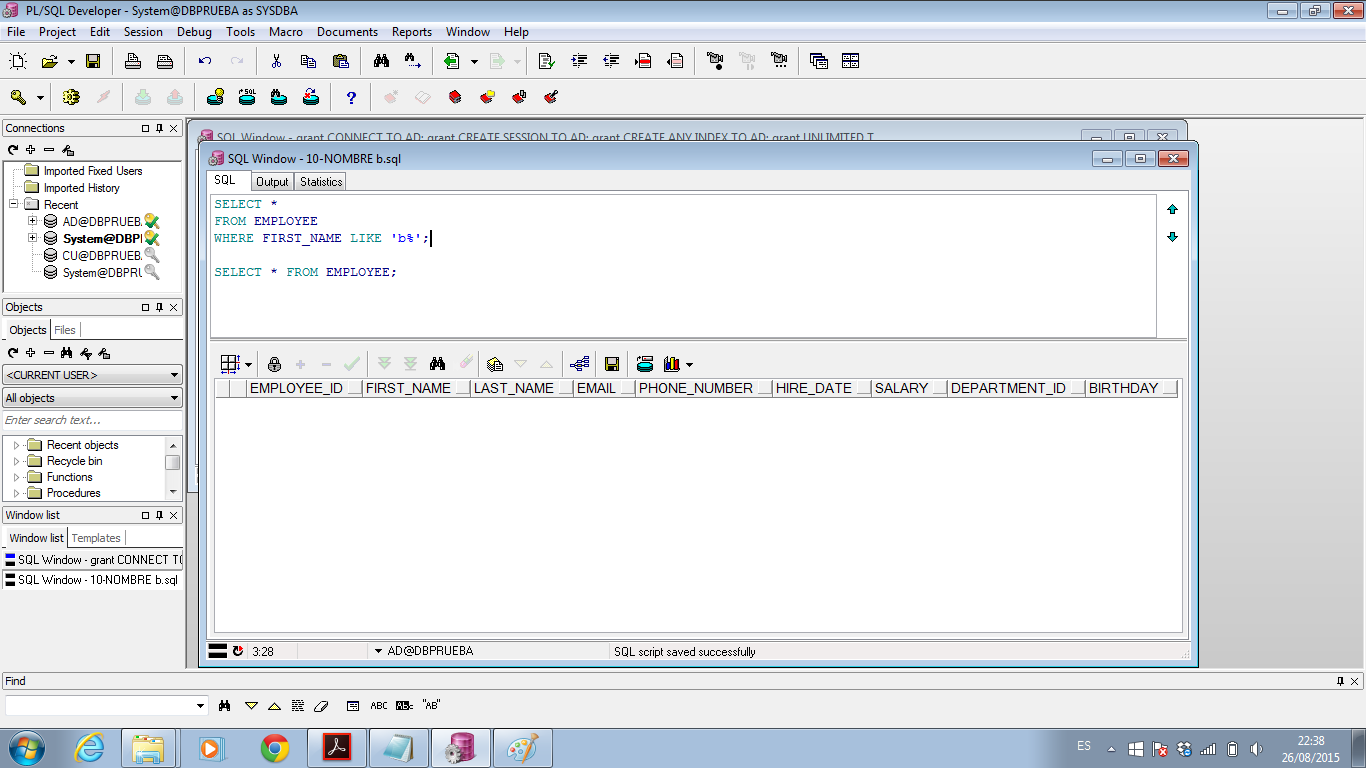 PL/SQL Developer - System@DBPRUEBA as SYSDBA
File Project Edit Session Debug Tools Macro Documents Reports Window Help
SQL
Connections
Imported Fixed Users
Imported History
Recent
AD@DBPRUEB
System@DBP
CU@DBPRUEB
System@DBPRU
Objects
Objects Files
<CURRENT USER>
All objects
Enter search text...
Recent objects
Recycle bin
Functions
Procedures
Window list
Window list Templates
SQL Window - grant CONNECT TO
SQL Window - 10-NOMBRE b.sql
SQL Window - grant CONNECT TO AD; grant CREATE SESSION TO AD; grant CREATE ANY INDEX TO AD; grant UNLIMITED T
SQL Window - 10-NOMBRE b.sql
SQL Output Statistics
SELECT *
FROM EMPLOYEE
WHERE FIRST_NAME LIKE 'b%';
SELECT * FROM EMPLOYEE;
EMPLOYEE_ID FIRST_NAME LAST_NAME EMAIL PHONE_NUMBER HIRE_DATE SALARY DEPARTMENT_ID BIRTHDAY
3:28 AD@DBPRUEBA SQL script saved successfully
Find
ABC "AB"
ES
22:38
26/08/2015